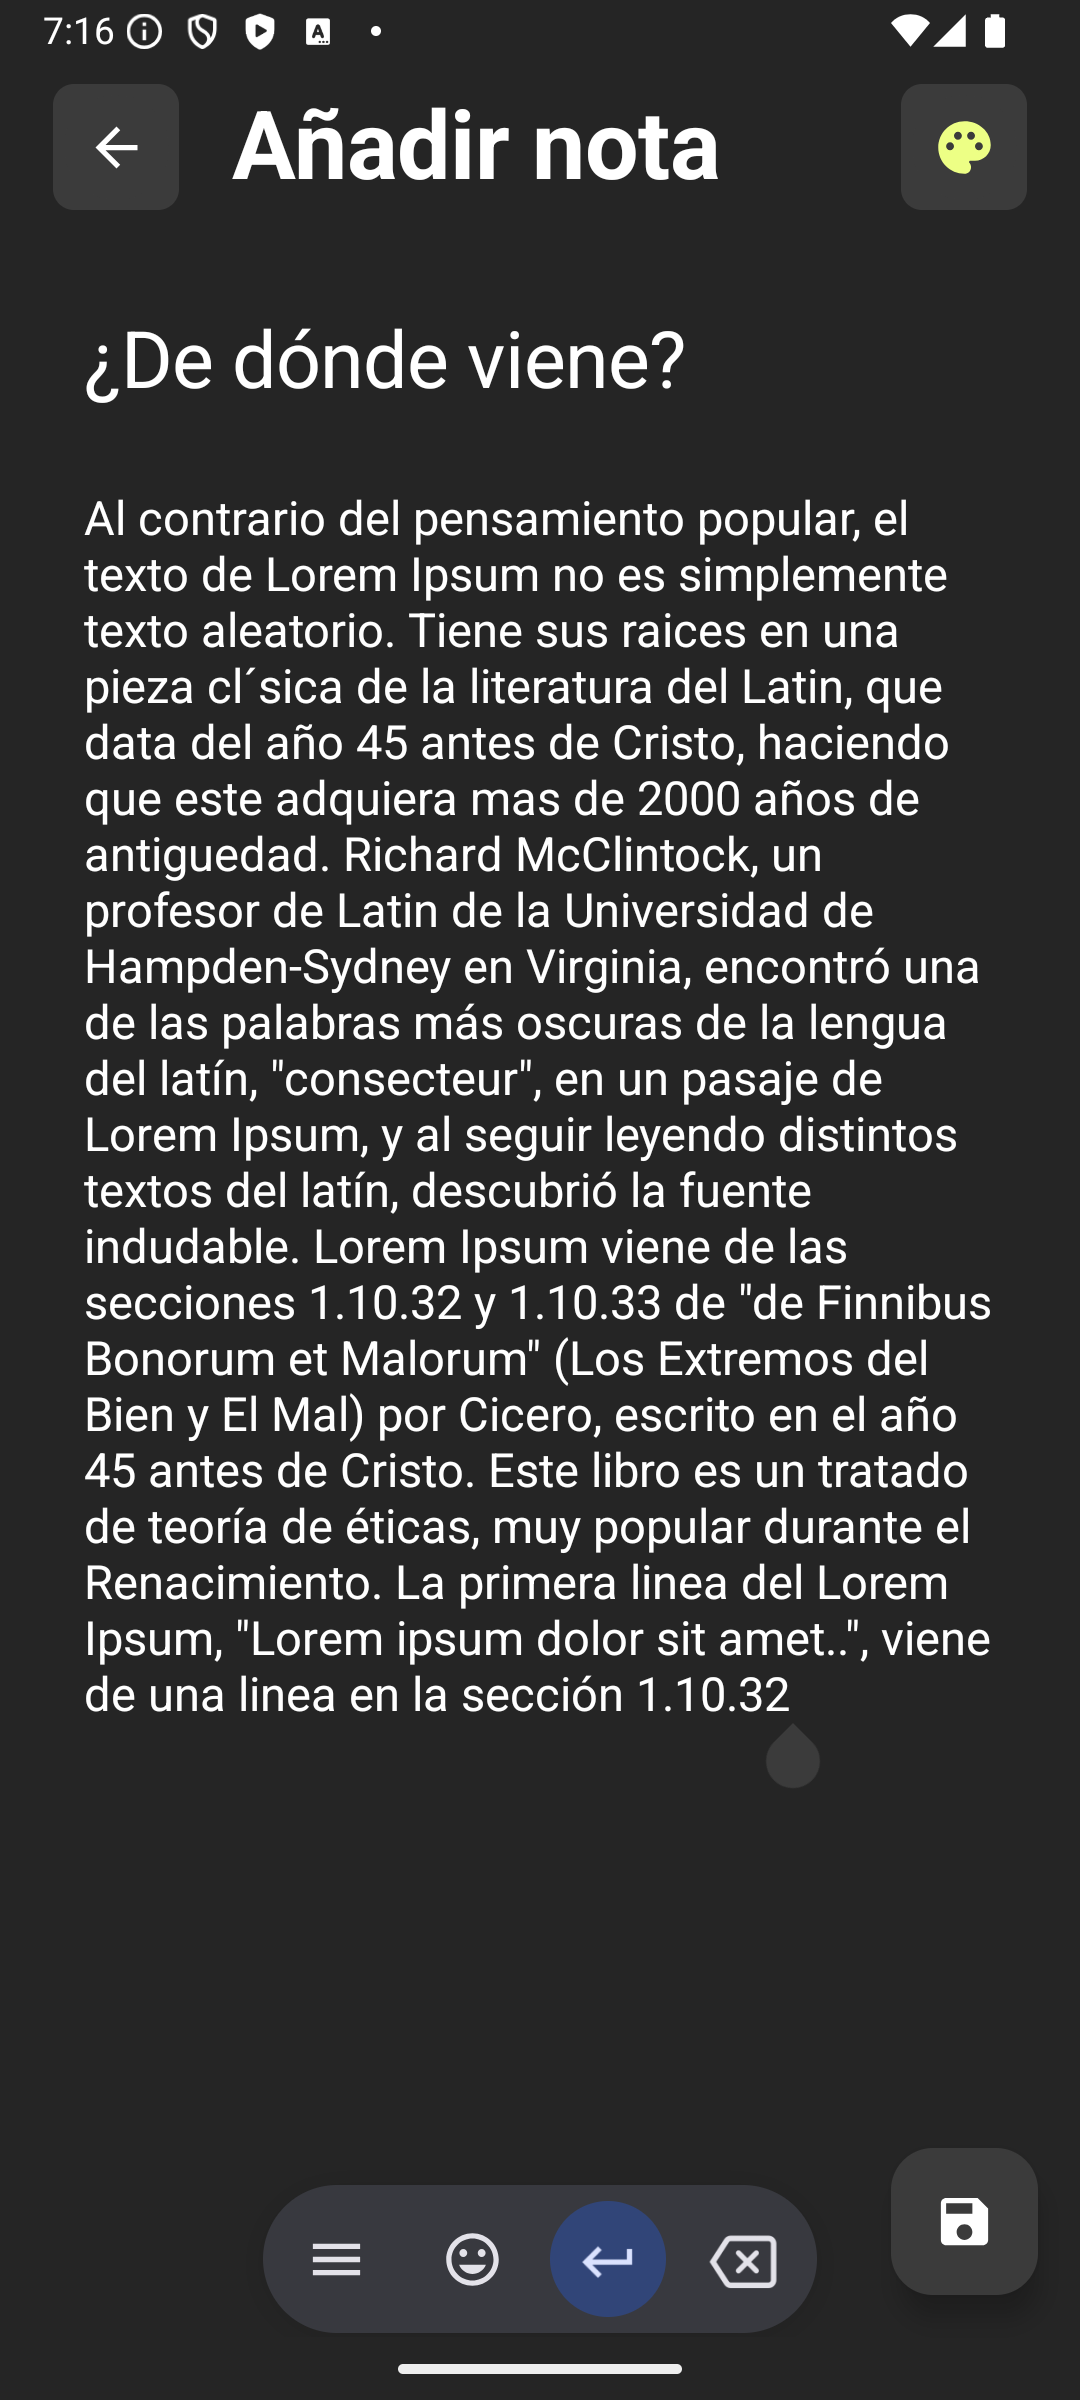 7:16
Añadir nota
¿De dónde viene?
Al contrario del pensamiento popular, el
texto de Lorem Ipsum no es simplemente
texto aleatorio. Tiene sus raices en una
pieza cl´sica de la literatura del Latin, que
data del año 45 antes de Cristo, haciendo
que este adquiera mas de 2000 años de
antiguedad. Richard McClintock, un
profesor de Latin de la Universidad de
Hampden-Sydney en Virginia, encontró una
de las palabras más oscuras de la lengua
del latín, "consecteur", en un pasaje de
Lorem Ipsum, y al seguir leyendo distintos
textos del latín, descubrió la fuente
indudable. Lorem Ipsum viene de las
secciones 1.10.32 y 1.10.33 de "de Finnibus
Bonorum et Malorum" (Los Extremos del
Bien y El Mal) por Cicero, escrito en el año
45 antes de Cristo. Este libro es un tratado
de teoría de éticas, muy popular durante el
Renacimiento. La primera linea del Lorem
Ipsum, "Lorem ipsum dolor sit amet..", viene
de una linea en la sección 1.10.32